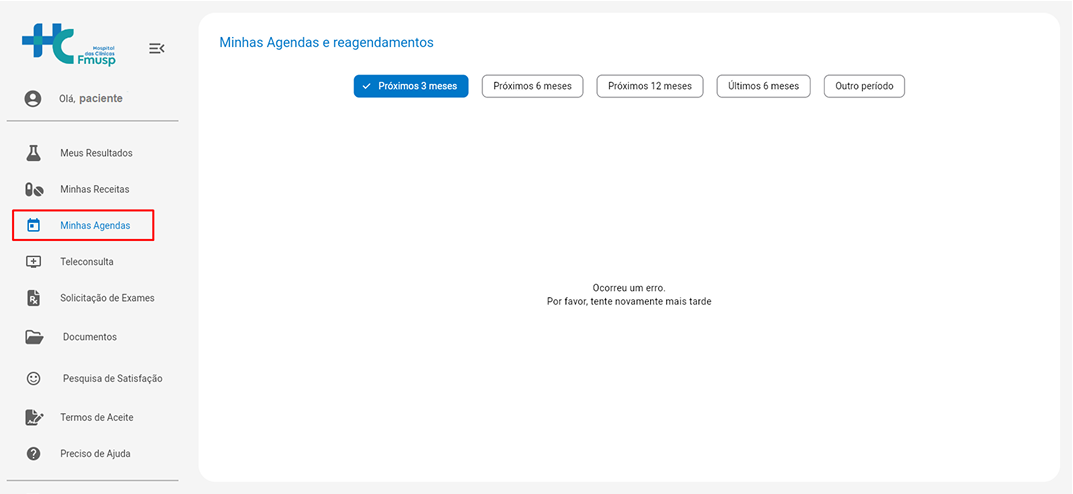 Hospital
das Clínicas
Fmusp
Olá, paciente
Meus Resultados
Minhas Receitas
Minhas Agendas
Teleconsulta
Solicitação de Exames
Documentos
Pesquisa de Satisfação
Termos de Aceite
Preciso de Ajuda
Minhas Agendas e reagendamentos
Próximos 3 meses
Próximos 6 meses
Próximos 12 meses
Últimos 6 meses
Outro período
Ocorreu um erro.
Por favor, tente novamente mais tarde